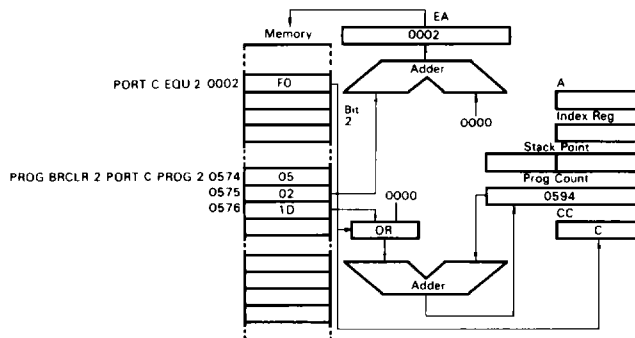 EA
Memory
0002
Adder
PORT C EQU 2 0002 F0
A
Bit
2
0000
Index Reg
Stack Point
PROG BRCLR 2 PORT C PROG 2 0574 05
Prog Count
0575 02
0000
0594
0576 1D
CC
OR
C
Adder